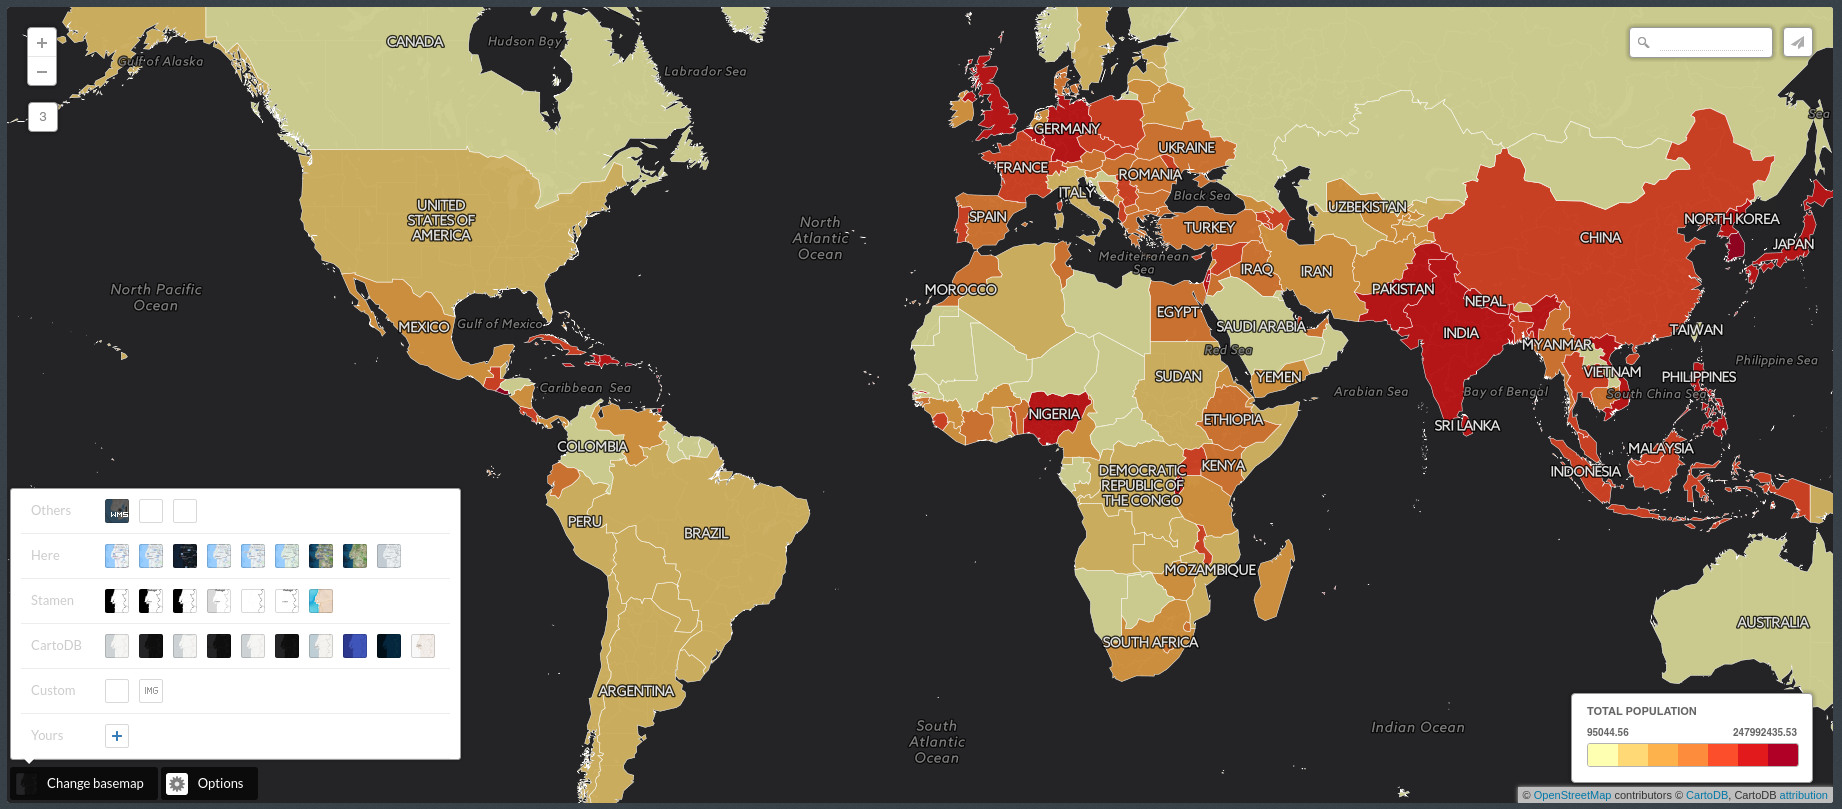 +
−
3
CANADA
Hudson Bay
Gulf of Alaska
Labrador Sea
UNITED
STATES OF
AMERICA
North
Atlantic
Ocean
North Pacific
Ocean
MEXICO
Gulf of Mexico
Caribbean Sea
COLOMBIA
PERU
BRAZIL
ARGENTINA
South
Atlantic
Ocean
GERMANY
FRANCE
UKRAINE
ROMANIA
ITALY
Black Sea
SPAIN
TURKEY
UZBEKISTAN
Mediterranean
Sea
IRAQ
IRAN
MOROCCO
EGYPT
SAUDI ARABIA
Red Sea
SUDAN
YEMEN
NIGERIA
ETHIOPIA
KENYA
DEMOCRATIC
REPUBLIC OF
THE CONGO
MOZAMBIQUE
SOUTH AFRICA
Arabian Sea
PAKISTAN
NEPAL
INDIA
CHINA
NORTH KOREA
JAPAN
Sea
TAIWAN
MYANMAR
VIETNAM
PHILIPPINES
Philippine Sea
Bay of Bengal
South China Sea
SRI LANKA
MALAYSIA
INDONESIA
AUSTRALIA
Indian Ocean
Others
WMS
Here
Stamen
CartoDB
Custom
IMG
Yours
+
Change basemap
Options
TOTAL POPULATION
95044.56 247992435.53
© OpenStreetMap contributors © CartoDB, CartoDB attribution